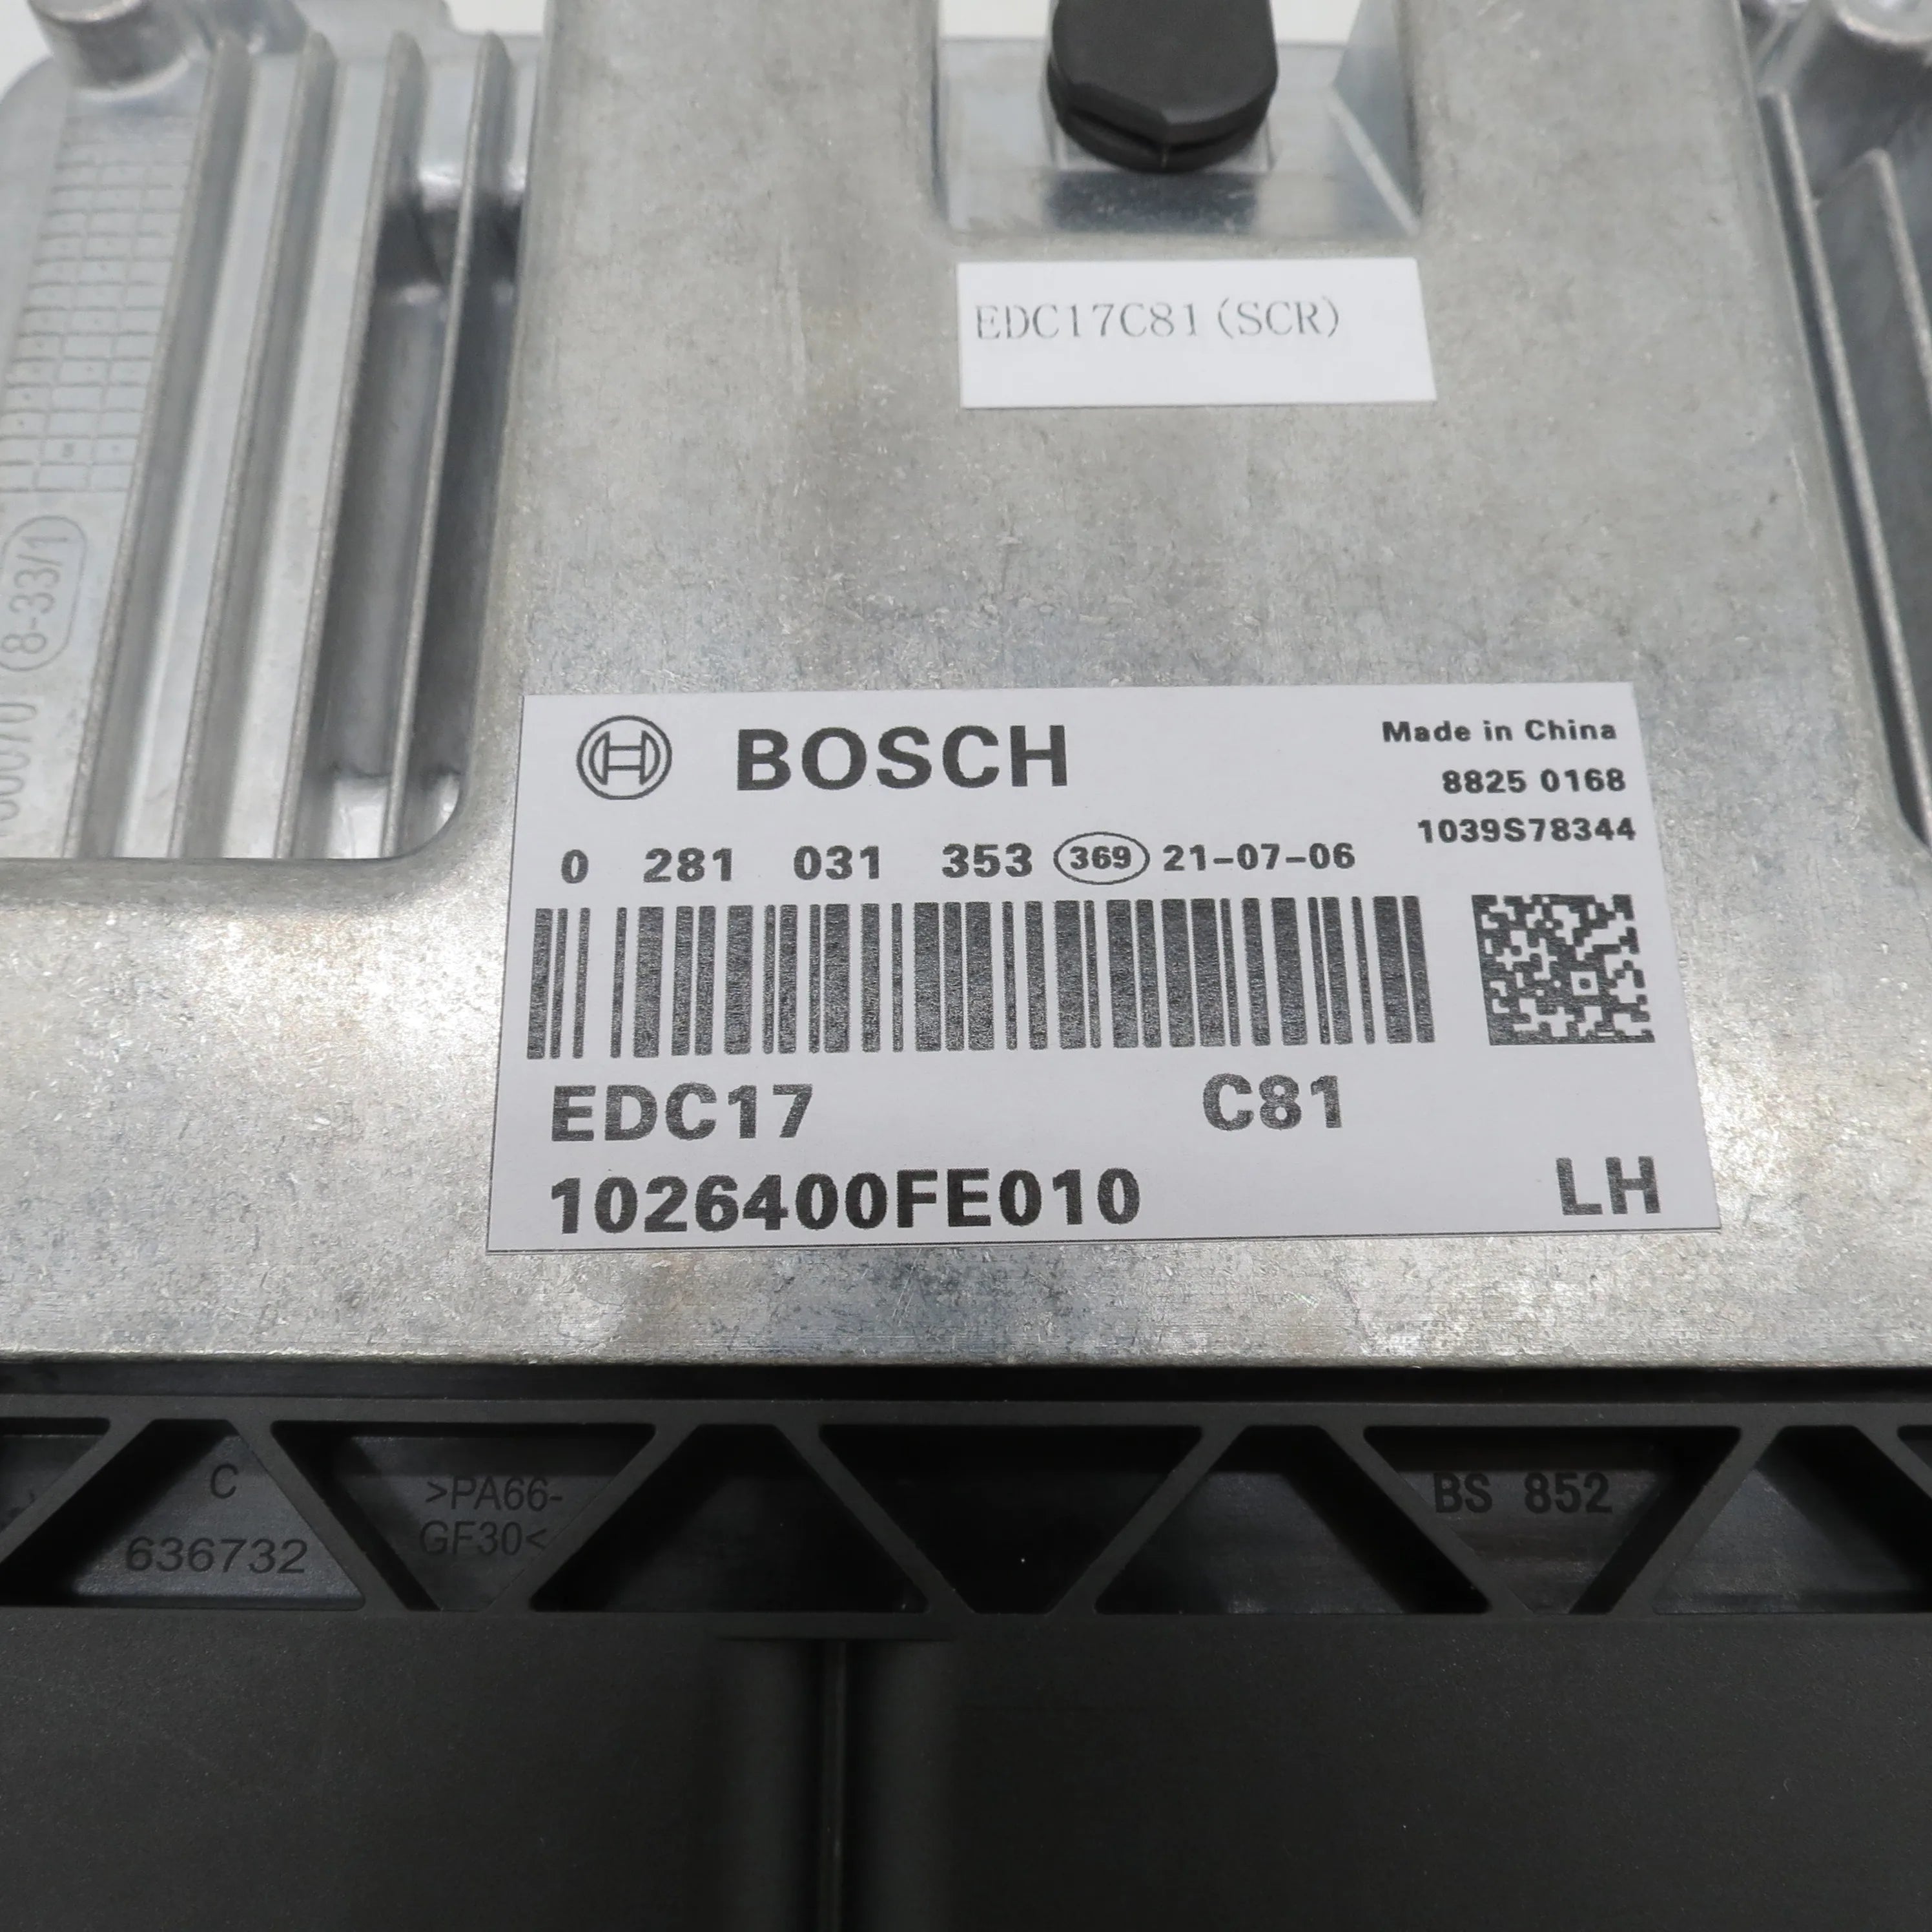 EDC17C81(SCR)
(8-33/1)
BOSCH
Made in China
8825 0168
1039S78344
0 281 031 353 369 21-07-06
EDC17 C81
1026400FE010
LH
C
636732
>PA66-
GF30<
BS 852